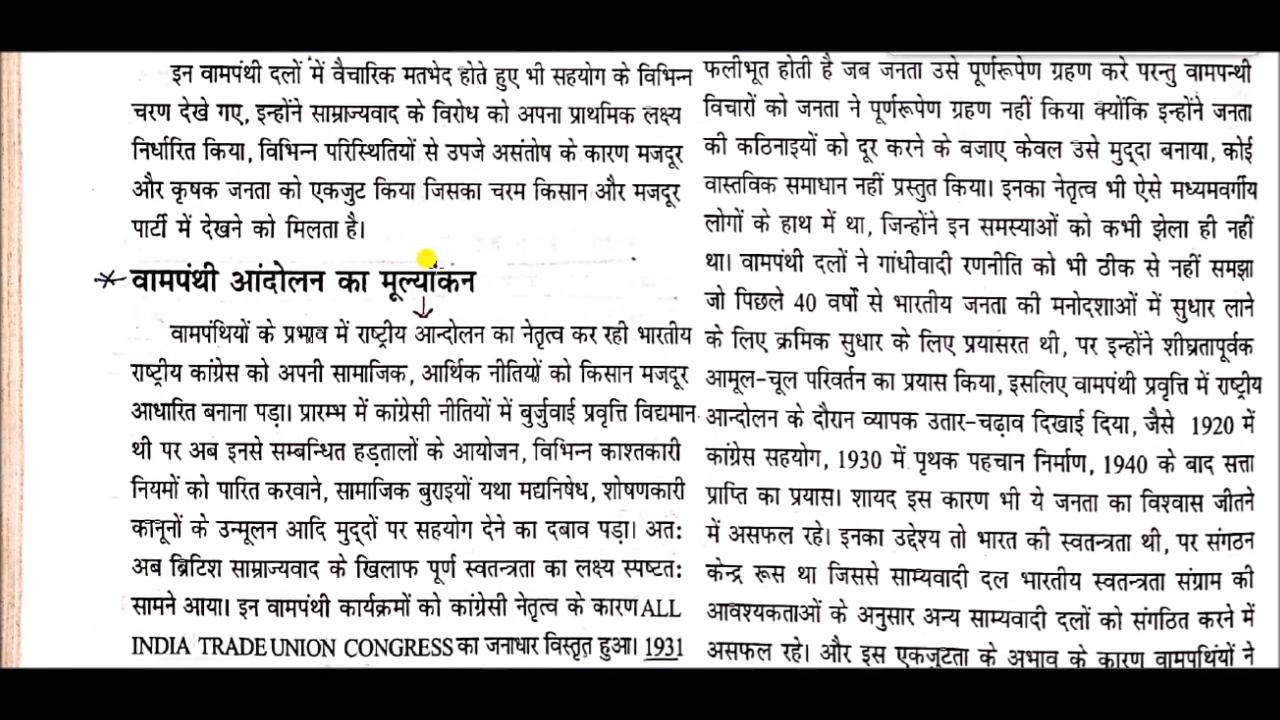 इन वामपंथी दलों में वैचारिक मतभेद होते हुए भी सहयोग के विभिन्न
चरण देखे गए, इन्होंने साम्राज्यवाद के विरोध को अपना प्राथमिक लक्ष्य
निर्धारित किया, विभिन्न परिस्थितियों से उपजे असंतोष के कारण मजदूर
और कृषक जनता को एकजुट किया जिसका चरम किसान और मजदूर
पार्टी में देखने को मिलता है।
वामपंथी आंदोलन का मूल्यांकन
वामपंथियों के प्रभाव में राष्ट्रीय आन्दोलन का नेतृत्व कर रही भारतीय
राष्ट्रीय कांग्रेस को अपनी सामाजिक, आर्थिक नीतियों को किसान मजदूर
आधारित बनाना पड़ा। प्रारम्भ में कांग्रेसी नीतियों में बुर्जुवाई प्रवृत्ति विद्यमान
थी पर अब इनसे सम्बन्धित हड़तालों के आयोजन, विभिन्न काश्तकारी
नियमों को पारित करवाने, सामाजिक बुराइयों यथा मद्यनिषेध, शोषणकारी
कानूनों के उन्मूलन आदि मुद्दों पर सहयोग देने का दबाव पड़ा। अतः
अब ब्रिटिश साम्राज्यवाद के खिलाफ पूर्ण स्वतन्त्रता का लक्ष्य स्पष्टतः
सामने आया। इन वामपंथी कार्यक्रमों को कांग्रेसी नेतृत्व के कारण ALL
INDIA TRADE UNION CONGRESS का जनाधार विस्तृत हुआ। 1931
फलीभूत होती है जब जनता उसे पूर्णरूपेण ग्रहण करे परन्तु वामपन्थी
विचारों को जनता ने पूर्णरूपेण ग्रहण नहीं किया क्योंकि इन्होंने जनता
की कठिनाइयों को दूर करने के बजाए केवल उसे मुद्दा बनाया, कोई
वास्तविक समाधान नहीं प्रस्तुत किया। इनका नेतृत्व भी ऐसे मध्यमवर्गीय
लोगों के हाथ में था, जिन्होंने इन समस्याओं को कभी झेला ही नहीं
था। वामपंथी दलों ने गांधीवादी रणनीति को भी ठीक से नहीं समझा
जो पिछले 40 वर्षों से भारतीय जनता की मनोदशाओं में सुधार लाने
के लिए क्रमिक सुधार के लिए प्रयासरत थी, पर इन्होंने शीघ्रतापूर्वक
आमूल-चूल परिवर्तन का प्रयास किया, इसलिए वामपंथी प्रवृत्ति में राष्ट्रीय
आन्दोलन के दौरान व्यापक उतार-चढ़ाव दिखाई दिया, जैसे 1920 में
कांग्रेस सहयोग, 1930 में पृथक पहचान निर्माण, 1940 के बाद सत्ता
प्राप्ति का प्रयास। शायद इस कारण भी ये जनता का विश्वास जीतने
में असफल रहे। इनका उद्देश्य तो भारत की स्वतन्त्रता थी, पर संगठन
केन्द्र रूस था जिससे साम्यवादी दल भारतीय स्वतन्त्रता संग्राम की
आवश्यकताओं के अनुसार अन्य साम्यवादी दलों को संगठित करने में
असफल रहे। और इस एकजुटता के अभाव के कारण वामपंथियों ने